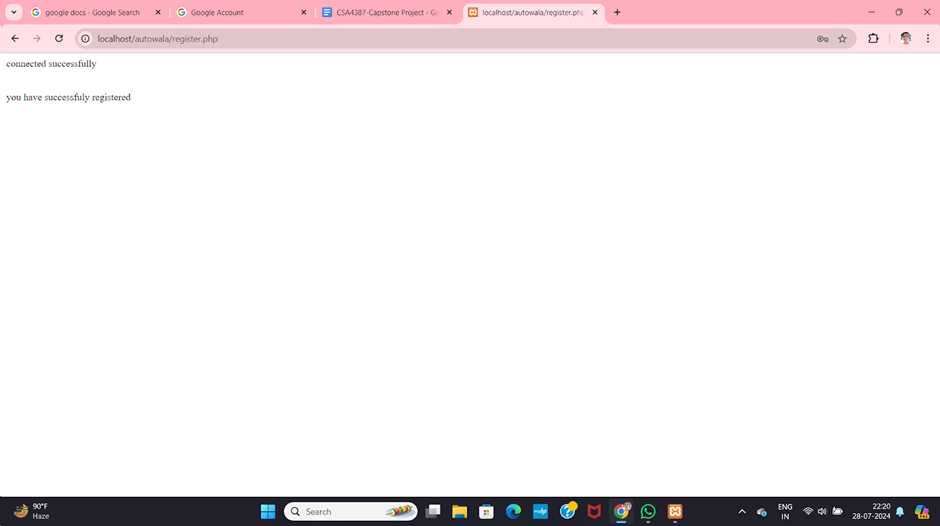 google docs - Google Search
Google Account
CSA4387-Capstone Project - Go
localhost/autowala/register.php
localhost/autowala/register.php
connected successfully
you have successfuly registered
90°F
Haze
Search
ENG
IN
22:20
28-07-2024